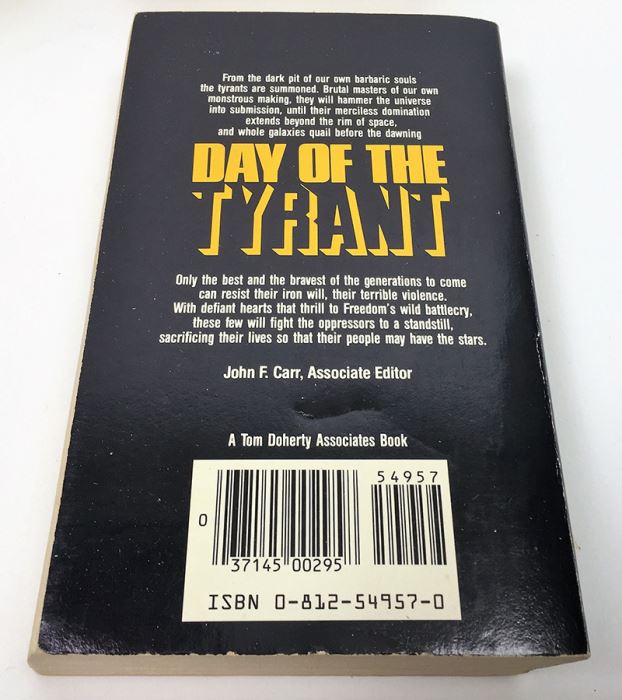 From the dark pit of our own barbaric souls
the tyrants are summoned. Brutal masters of our own
monstrous making, they will hammer the universe
into submission, until their merciless domination
extends beyond the rim of space,
and whole galaxies quail before the dawning
DAY OF THE
TYRANT
Only the best and the bravest of the generations to come
can resist their iron will, their terrible violence.
With defiant hearts that thrill to Freedom's wild battlecry,
these few will fight the oppressors to a standstill,
sacrificing their lives so that their people may have the stars.
John F. Carr, Associate Editor
A Tom Doherty Associates Book
54957
0
37145 00295
ISBN 0-812-54957-0